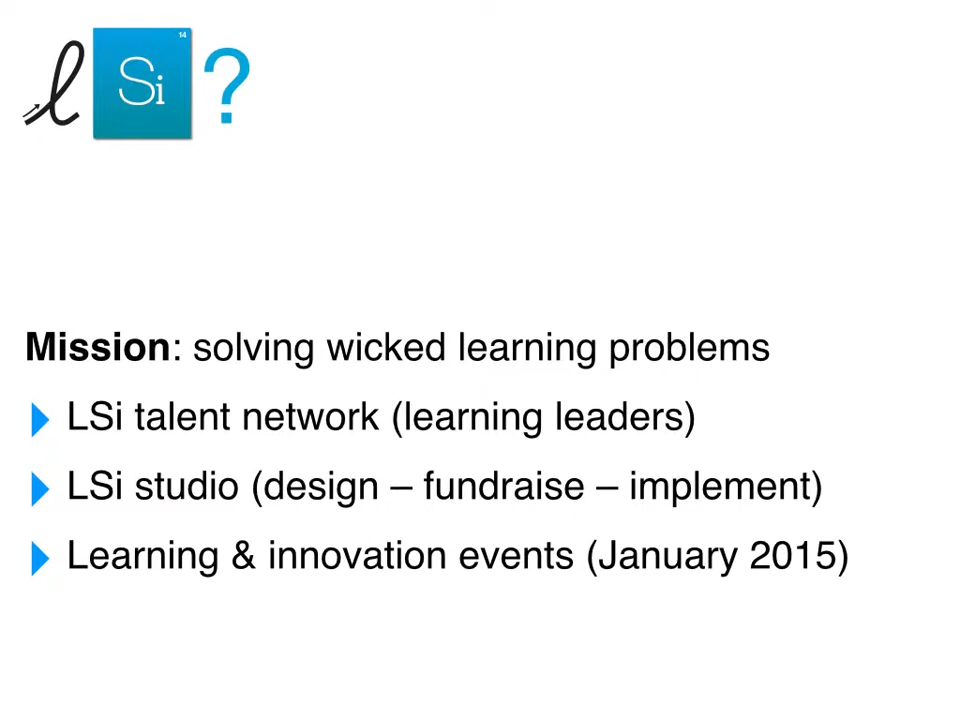 l Si 14 ?
Mission: solving wicked learning problems
LSi talent network (learning leaders)
LSi studio (design – fundraise – implement)
Learning & innovation events (January 2015)